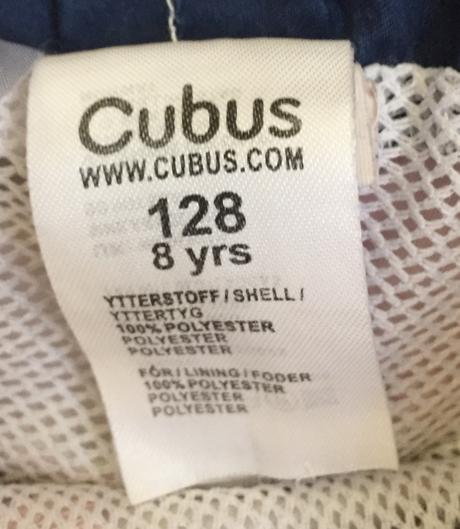 Cubus
WWW.CUBUS.COM
128
8 yrs
YTTERSTOFF / SHELL /
YTTERTYG
100% POLYESTER
POLYESTER
POLYESTER
FÓR / LINING / FODER
100% POLYESTER
POLYESTER
POLYESTER